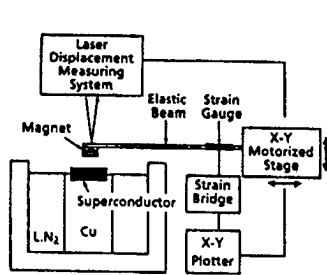 Laser
Displacement
Measuring
System
Elastic
Beam
Strain
Gauge
Magnet
X-Y
Motorized
Stage
Superconductor
Strain
Bridge
L.N₂
Cu
X-Y
Plotter